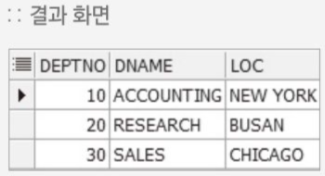 :: 결과 화면
DEPTNO DNAME LOC
10 ACCOUNTING NEW YORK
20 RESEARCH BUSAN
30 SALES CHICAGO